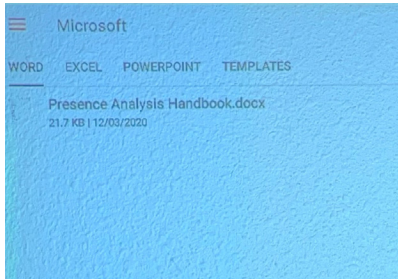 Microsoft
WORD EXCEL POWERPOINT TEMPLATES
Presence Analysis Handbook.docx
21.7 KB | 12/03/2020